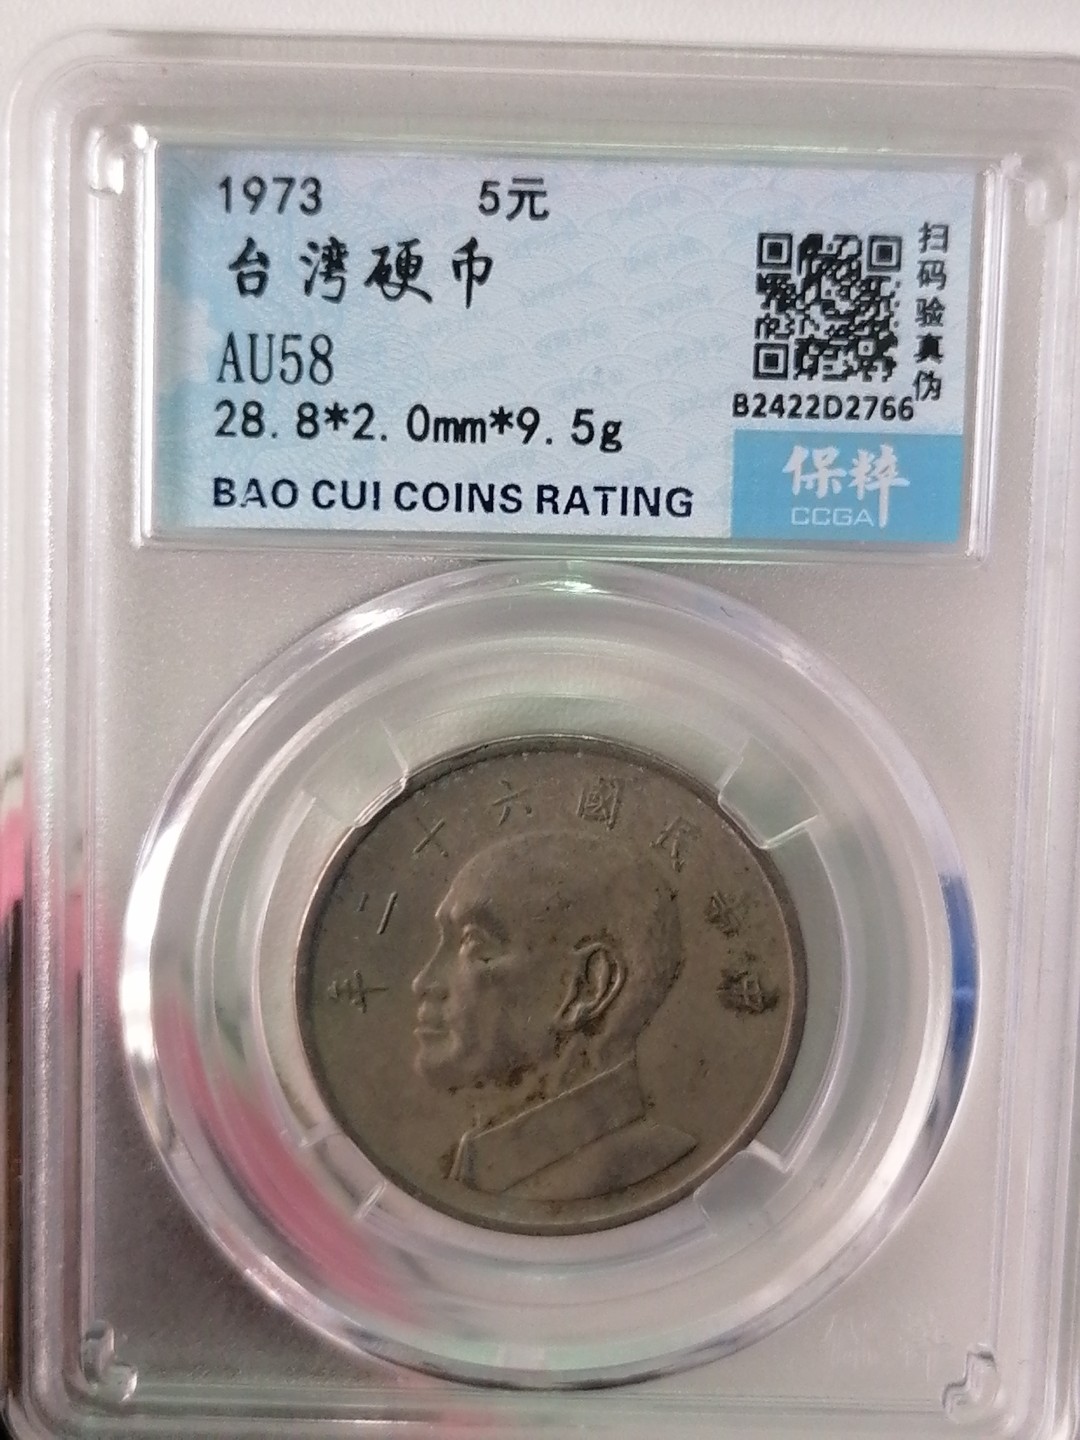 1973 5元
台湾硬币
AU58
28.8*2.0mm*9.5g
BAO CUI COINS RATING
扫码验真伪
B2422D2766
保粹
CCGA
中華民國六十二年